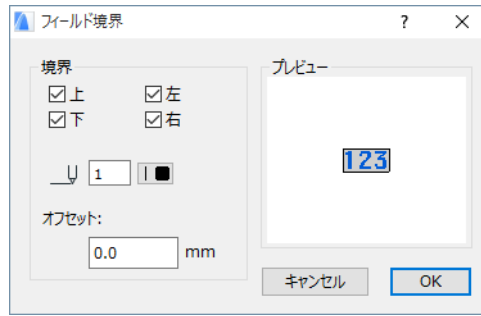 フィールド境界 ?
境界
上 左
下 右
1
オフセット:
0.0 mm
プレビュー
123
キャンセル OK